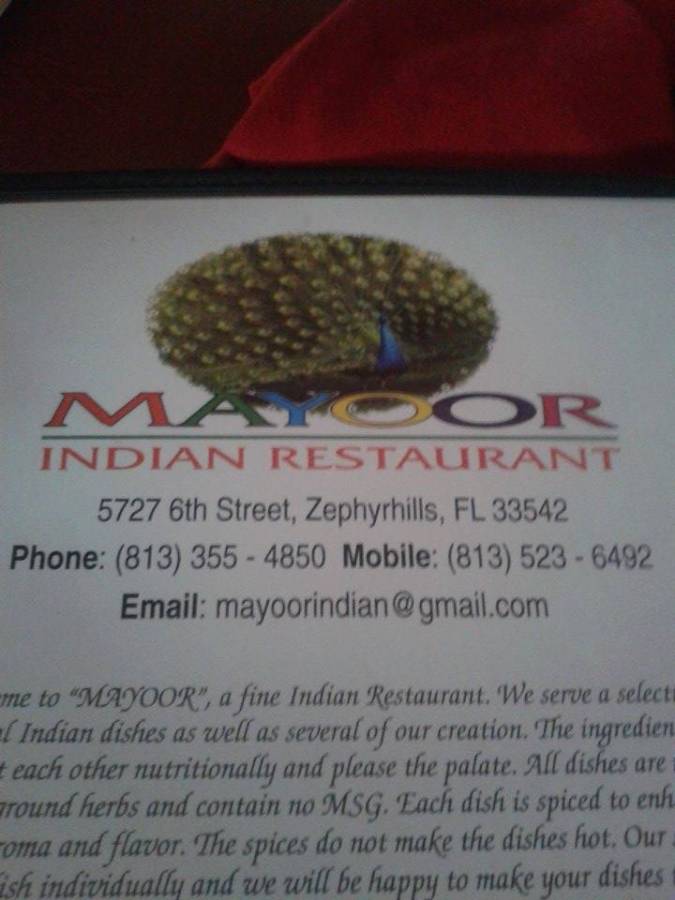 MAYOOR
INDIAN RESTAURANT
5727 6th Street, Zephyrhills, FL 33542
Phone: (813) 355 - 4850 Mobile: (813) 523 - 6492
Email: mayoorindian@gmail.com
me to "MAYOOR", a fine Indian Restaurant. We serve a select
l Indian dishes as well as several of our creation. The ingredien
t each other nutritionally and please the palate. All dishes are
ground herbs and contain no MSG. Each dish is spiced to enh
roma and flavor. The spices do not make the dishes hot. Our
ish individually and we will be happy to make your dishes